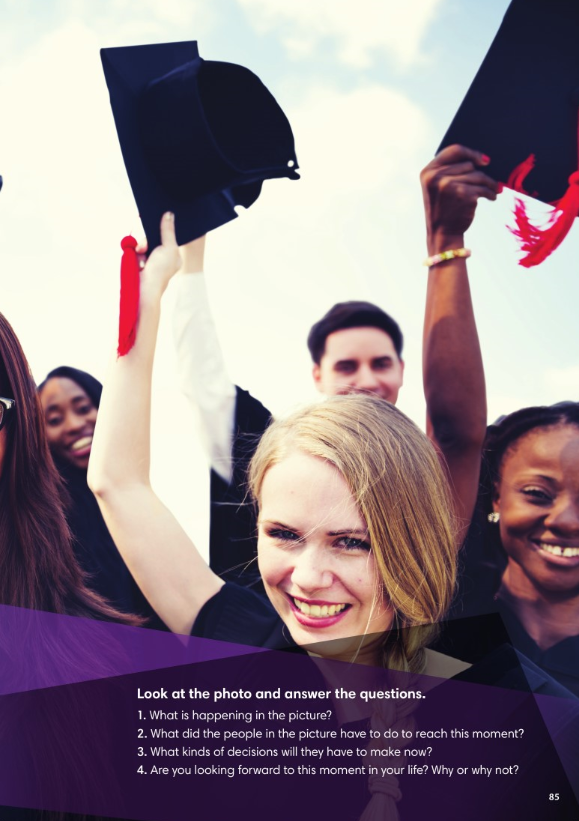 Look at the photo and answer the questions.
1. What is happening in the picture?
2. What did the people in the picture have to do to reach this moment?
3. What kinds of decisions will they have to make now?
4. Are you looking forward to this moment in your life? Why or why not?
85